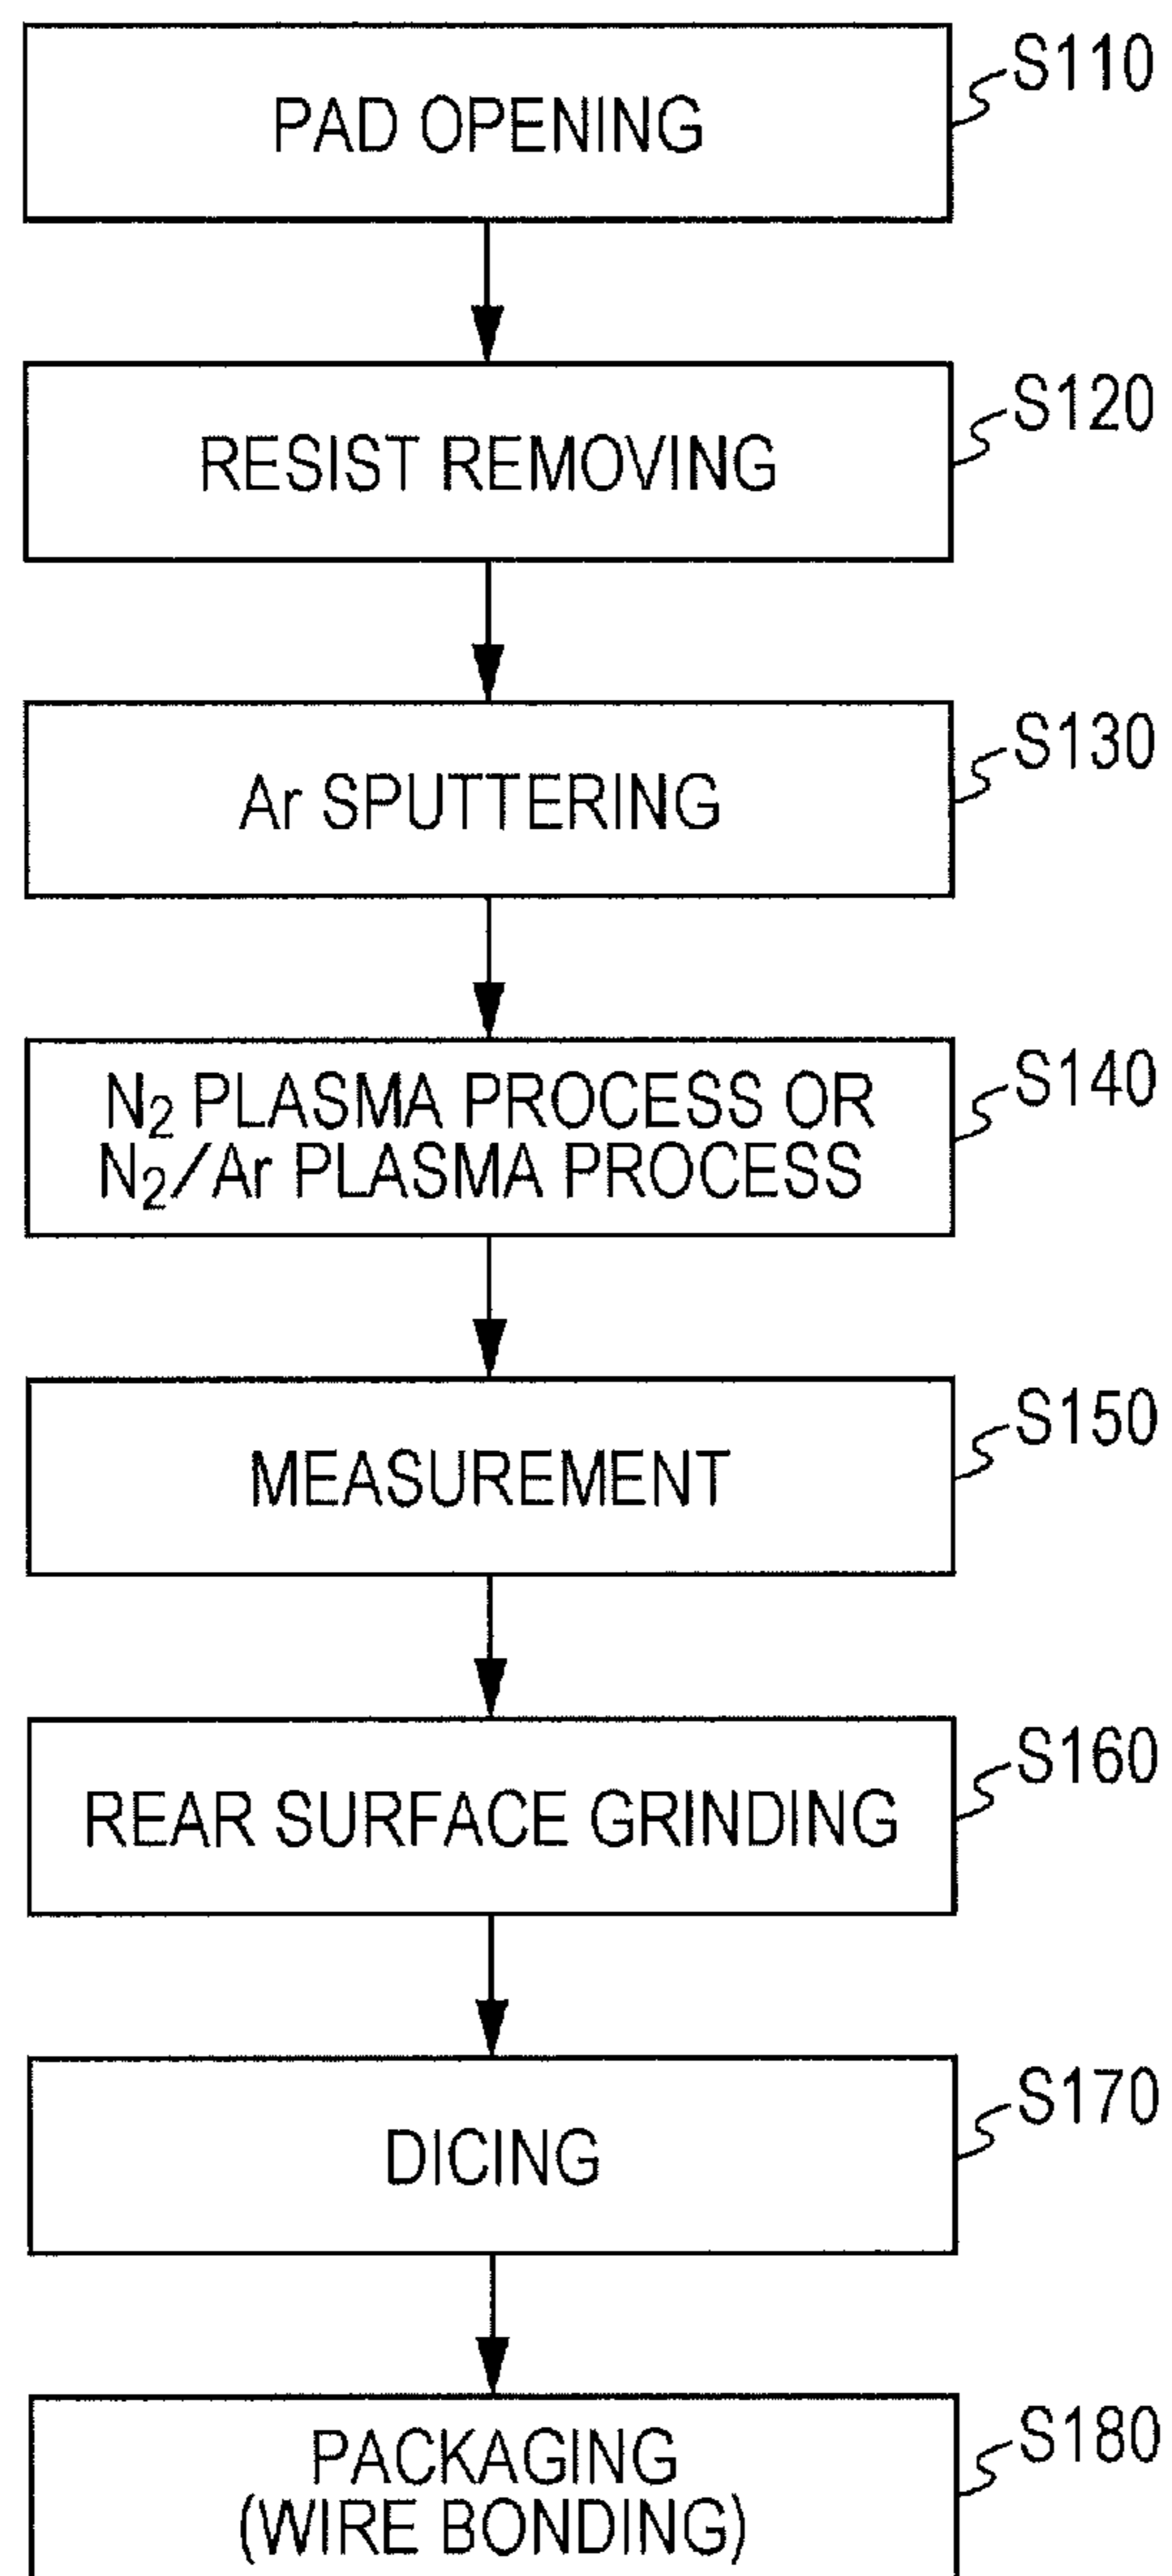 PAD OPENING
S110
RESIST REMOVING
S120
Ar SPUTTERING
S130
N2 PLASMA PROCESS OR
N2/Ar PLASMA PROCESS
S140
MEASUREMENT
S150
REAR SURFACE GRINDING
S160
DICING
S170
PACKAGING
(WIRE BONDING)
S180